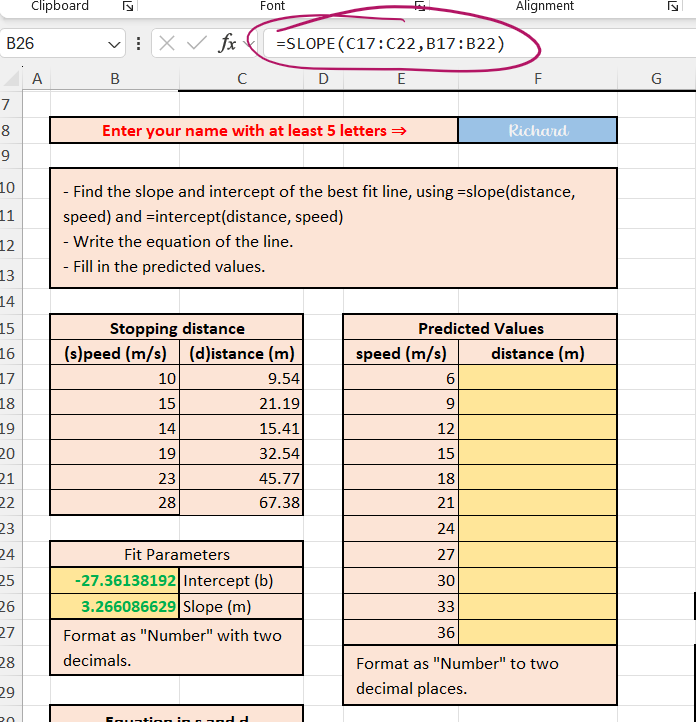 Clipboard Font Alignment
B26 fx =SLOPE(C17:C22,B17:B22)
A B C D E F G
7
8 Enter your name with at least 5 letters ⇒ Richard
9
10 - Find the slope and intercept of the best fit line, using =slope(distance,
11 speed) and =intercept(distance, speed)
12 - Write the equation of the line.
13 - Fill in the predicted values.
14
15 Stopping distance Predicted Values
16 (s)peed (m/s) (d)istance (m) speed (m/s) distance (m)
17 10 9.54 6
18 15 21.19 9
19 14 15.41 12
20 19 32.54 15
21 23 45.77 18
22 28 67.38 21
23 24
24 Fit Parameters 27
25 -27.36138192 Intercept (b) 30
26 3.266086629 Slope (m) 33
27 Format as "Number" with two 36
28 decimals. Format as "Number" to two
29 decimal places.
30 Equation in s and d